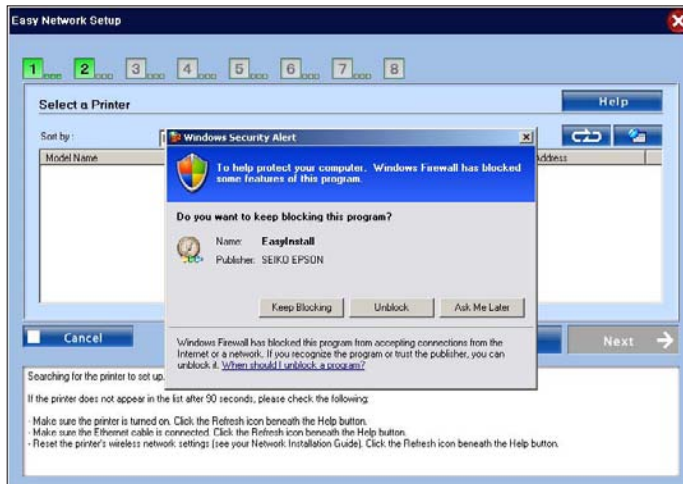 Easy Network Setup
1 2 3 4 5 6 7 8
Select a Printer
Help
Sort by :
Model Name
Address
Windows Security Alert
To help protect your computer, Windows Firewall has blocked
some features of this program.
Do you want to keep blocking this program?
Name: EasyInstall
Publisher: SEIKO EPSON
Keep Blocking
Unblock
Ask Me Later
Windows Firewall has blocked this program from accepting connections from the
Internet or a network. If you recognize the program or trust the publisher, you can
unblock it. When should I unblock a program?
Cancel
Next
Searching for the printer to set up.
If the printer does not appear in the list after 90 seconds, please check the following:
- Make sure the printer is turned on. Click the Refresh icon beneath the Help button.
- Make sure the Ethernet cable is connected. Click the Refresh icon beneath the Help button.
- Reset the printer's wireless network settings (see your Network Installation Guide). Click the Refresh icon beneath the Help button.